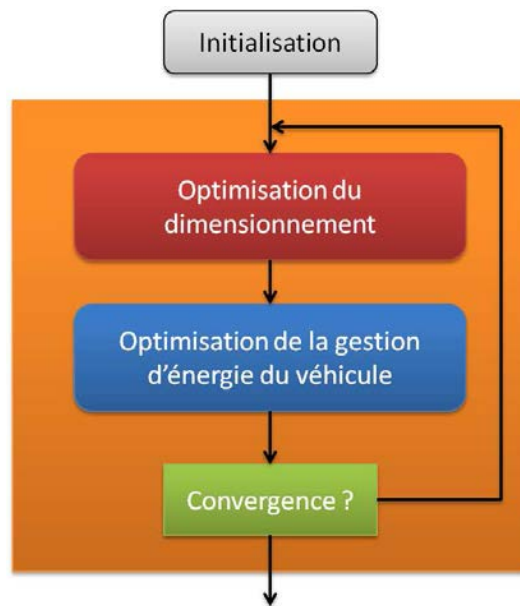 Initialisation
Optimisation du
dimensionnement
Optimisation de la gestion
d'énergie du véhicule
Convergence ?